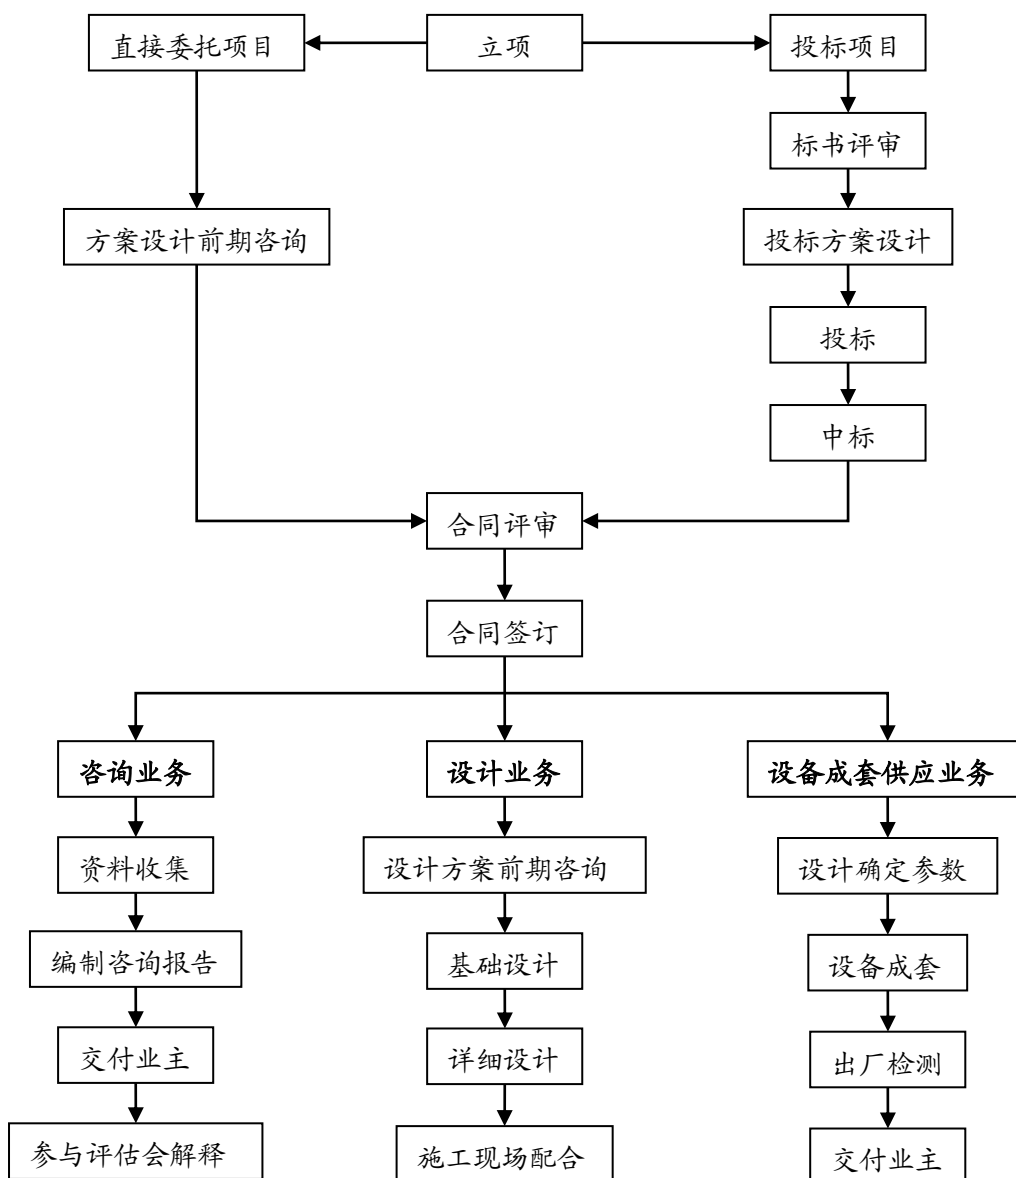 直接委托项目
立项
投标项目
标书评审
方案设计前期咨询
投标方案设计
投标
中标
合同评审
合同签订
咨询业务
设计业务
设备成套供应业务
资料收集
设计方案前期咨询
设计确定参数
编制咨询报告
基础设计
设备成套
交付业主
详细设计
出厂检测
参与评估会解释
施工现场配合
交付业主